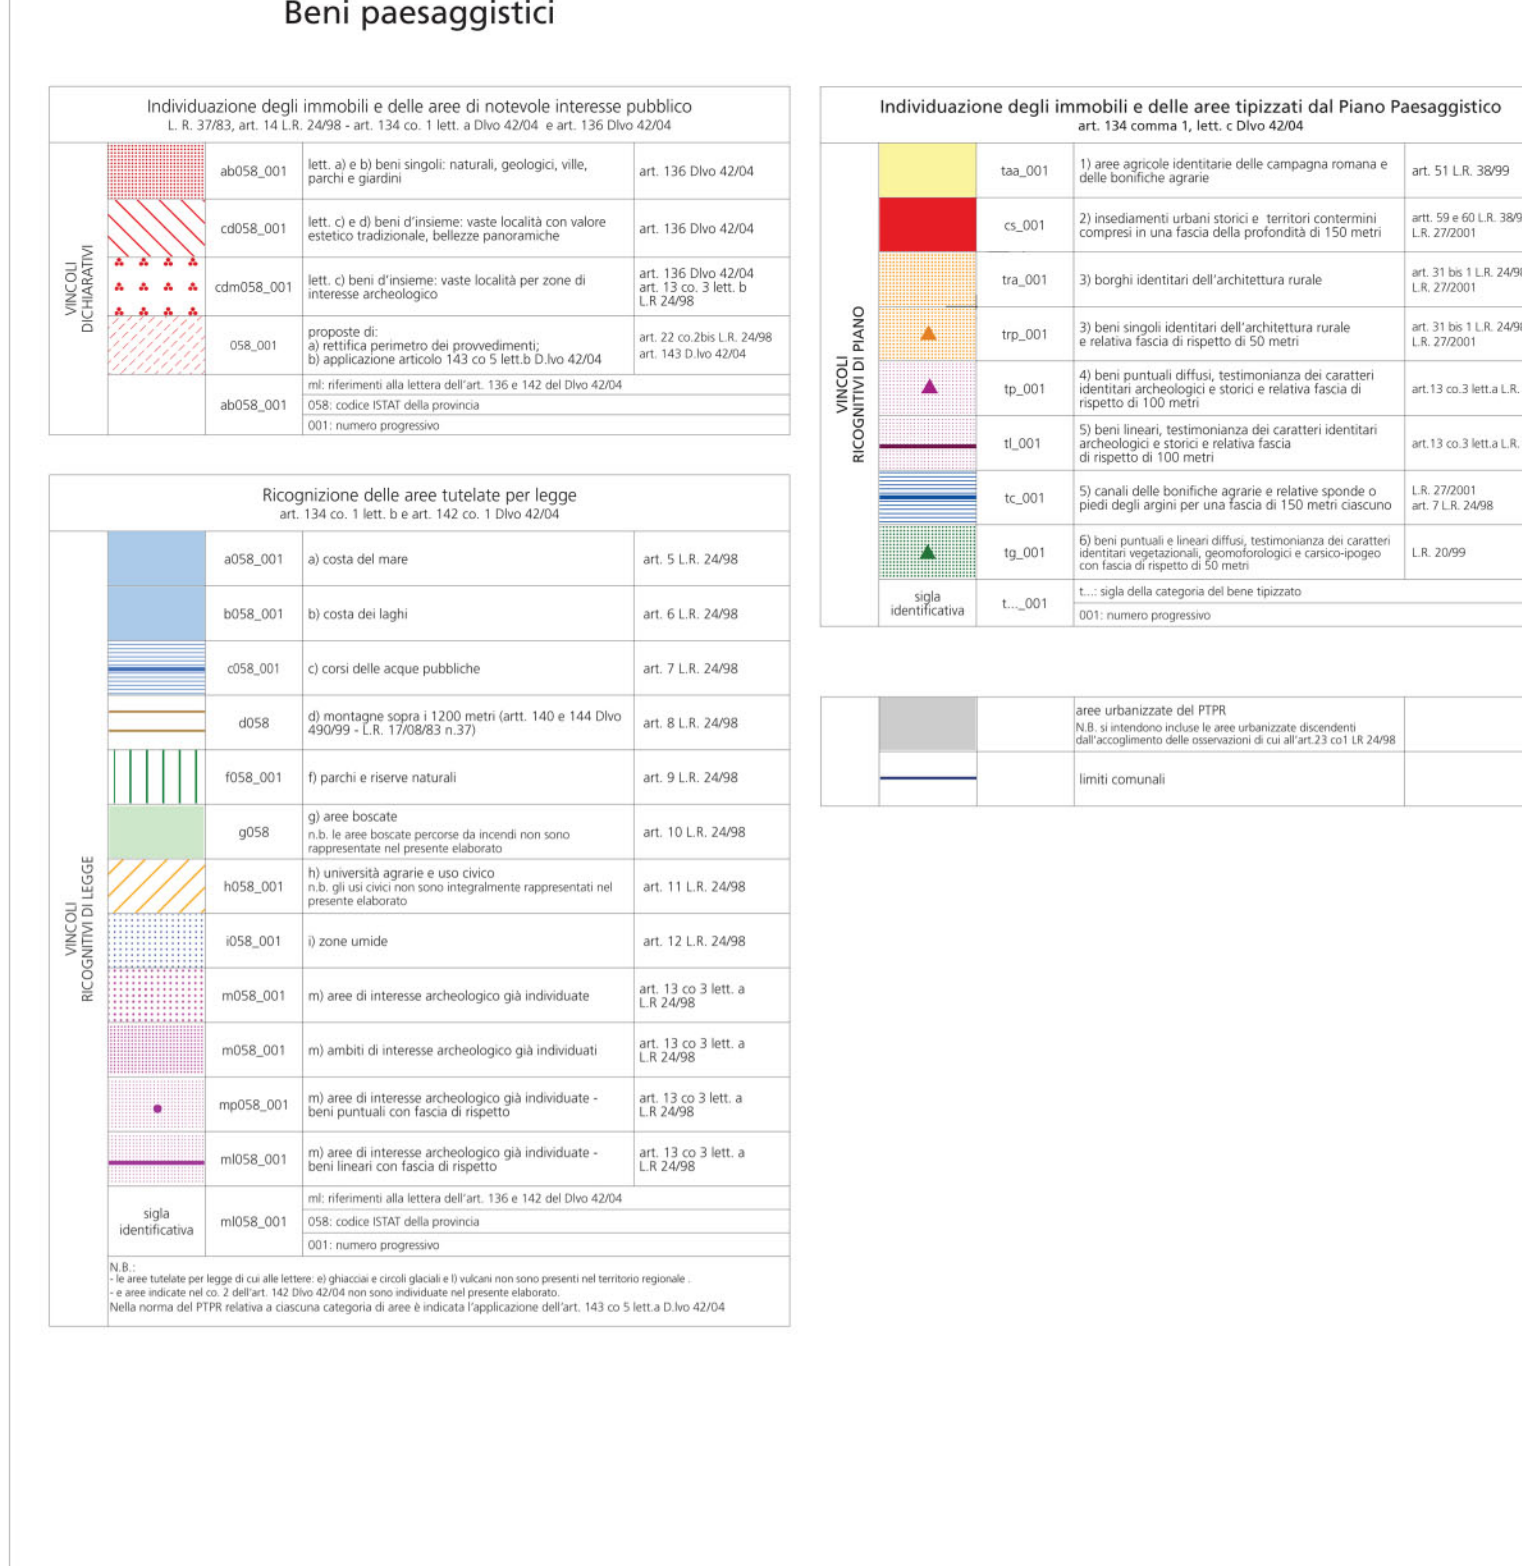 Beni paesaggistici
Individuazione degli immobili e delle aree di notevole interesse pubblico
L. R. 37/83, art. 14 L.R. 24/98 - art. 134 co. 1 lett. a Dlvo 42/04 e art. 136 Dlvo 42/04
VINCOLI
DICHIARATIVI
ab058_001
lett. a) e b) beni singoli: naturali, geologici, ville,
parchi e giardini
art. 136 Dlvo 42/04
cd058_001
lett. c) e d) beni d'insieme: vaste località con valore
estetico tradizionale, bellezze panoramiche
art. 136 Dlvo 42/04
cdm058_001
lett. c) beni d'insieme: vaste località per zone di
interesse archeologico
art. 136 Dlvo 42/04
art. 13 co. 3 lett. b
L.R 24/98
058_001
proposte di:
a) rettifica perimetro dei provvedimenti;
b) applicazione articolo 143 co 5 lett.b D.lvo 42/04
art. 22 co.2bis L.R. 24/98
art. 143 D.lvo 42/04
ab058_001
ml: riferimenti alla lettera dell'art. 136 e 142 del Dlvo 42/04
058: codice ISTAT della provincia
001: numero progressivo
Ricognizione delle aree tutelate per legge
art. 134 co. 1 lett. b e art. 142 co. 1 Dlvo 42/04
VINCOLI
RICOGNITIVI DI LEGGE
a058_001
a) costa del mare
art. 5 L.R. 24/98
b058_001
b) costa dei laghi
art. 6 L.R. 24/98
c058_001
c) corsi delle acque pubbliche
art. 7 L.R. 24/98
d058
d) montagne sopra i 1200 metri (artt. 140 e 144 Dlvo
490/99 - L.R. 17/08/83 n.37)
art. 8 L.R. 24/98
f058_001
f) parchi e riserve naturali
art. 9 L.R. 24/98
g058
g) aree boscate
n.b. le aree boscate percorse da incendi non sono
rappresentate nel presente elaborato
art. 10 L.R. 24/98
h058_001
h) università agrarie e uso civico
n.b. gli usi civici non sono integralmente rappresentati nel
presente elaborato
art. 11 L.R. 24/98
i058_001
i) zone umide
art. 12 L.R. 24/98
m058_001
m) aree di interesse archeologico già individuate
art. 13 co 3 lett. a
L.R 24/98
m058_001
m) ambiti di interesse archeologico già individuati
art. 13 co 3 lett. a
L.R 24/98
mp058_001
m) aree di interesse archeologico già individuate -
beni puntuali con fascia di rispetto
art. 13 co 3 lett. a
L.R 24/98
ml058_001
m) aree di interesse archeologico già individuate -
beni lineari con fascia di rispetto
art. 13 co 3 lett. a
L.R 24/98
sigla
identificativa
ml058_001
ml: riferimenti alla lettera dell'art. 136 e 142 del Dlvo 42/04
058: codice ISTAT della provincia
001: numero progressivo
N.B.:
- le aree tutelate per legge di cui alle lettere: e) ghiacciai e circoli glaciali e l) vulcani non sono presenti nel territorio regionale .
- e aree indicate nel co. 2 dell'art. 142 Dlvo 42/04 non sono individuate nel presente elaborato.
Nella norma del PTPR relativa a ciascuna categoria di aree è indicata l'applicazione dell'art. 143 co 5 lett.a D.lvo 42/04
Individuazione degli immobili e delle aree tipizzati dal Piano Paesaggistico
art. 134 comma 1, lett. c Dlvo 42/04
VINCOLI
RICOGNITIVI DI PIANO
taa_001
1) aree agricole identitarie delle campagna romana e
delle bonifiche agrarie
art. 51 L.R. 38/99
cs_001
2) insediamenti urbani storici e territori contermini
compresi in una fascia della profondità di 150 metri
artt. 59 e 60 L.R. 38/9
L.R. 27/2001
tra_001
3) borghi identitari dell'architettura rurale
art. 31 bis 1 L.R. 24/98
L.R. 27/2001
trp_001
3) beni singoli identitari dell'architettura rurale
e relativa fascia di rispetto di 50 metri
art. 31 bis 1 L.R. 24/98
L.R. 27/2001
tp_001
4) beni puntuali diffusi, testimonianza dei caratteri
identitari archeologici e storici e relativa fascia di
rispetto di 100 metri
art.13 co.3 lett.a L.R.
tl_001
5) beni lineari, testimonianza dei caratteri identitari
archeologici e storici e relativa fascia
di rispetto di 100 metri
art.13 co.3 lett.a L.R.
tc_001
5) canali delle bonifiche agrarie e relative sponde o
piedi degli argini per una fascia di 150 metri ciascuno
L.R. 27/2001
art. 7 L.R. 24/98
tg_001
6) beni puntuali e lineari diffusi, testimonianza dei caratteri
identitari vegetazionali, geomoforologici e carsico-ipogeo
con fascia di rispetto di 50 metri
L.R. 20/99
sigla
identificativa
t..._001
t...: sigla della categoria del bene tipizzato
001: numero progressivo
aree urbanizzate del PTPR
N.B. si intendono incluse le aree urbanizzate discendenti
dall'accoglimento delle osservazioni di cui all'art.23 co1 LR 24/98
limiti comunali